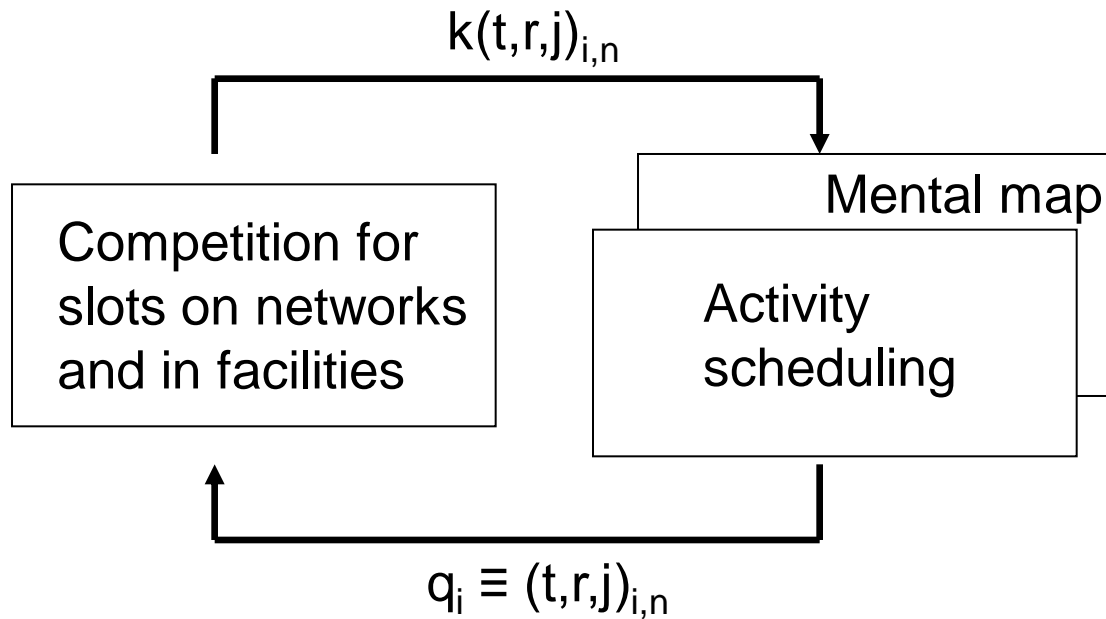 k(t,r,j)i,n
Mental map
Competition for
slots on networks
and in facilities
Activity
scheduling
qi ≡ (t,r,j)i,n